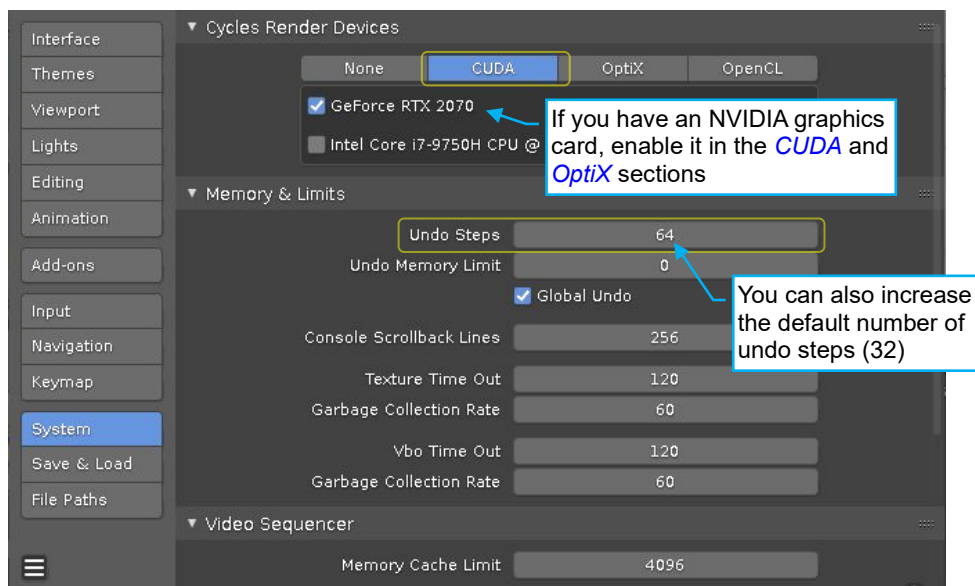 Interface
Themes
Viewport
Lights
Editing
Animation
Add-ons
Input
Navigation
Keymap
System
Save & Load
File Paths
Cycles Render Devices
None CUDA OptiX OpenCL
GeForce RTX 2070
Intel Core i7-9750H CPU @
If you have an NVIDIA graphics
card, enable it in the CUDA and
OptiX sections
Memory & Limits
Undo Steps 64
Undo Memory Limit 0
Global Undo
You can also increase
the default number of
undo steps (32)
Console Scrollback Lines 256
Texture Time Out 120
Garbage Collection Rate 60
Vbo Time Out 120
Garbage Collection Rate 60
Video Sequencer
Memory Cache Limit 4096